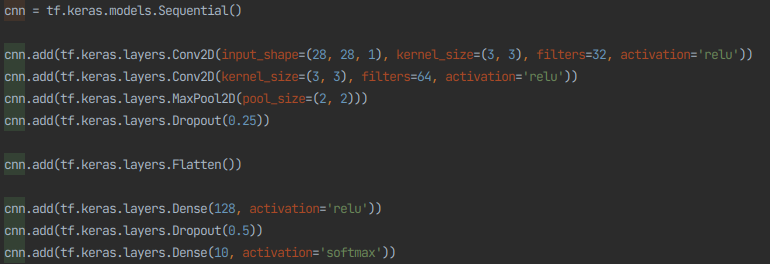 cnn = tf.keras.models.Sequential()
cnn.add(tf.keras.layers.Conv2D(input_shape=(28, 28, 1), kernel_size=(3, 3), filters=32, activation='relu'))
cnn.add(tf.keras.layers.Conv2D(kernel_size=(3, 3), filters=64, activation='relu'))
cnn.add(tf.keras.layers.MaxPool2D(pool_size=(2, 2)))
cnn.add(tf.keras.layers.Dropout(0.25))
cnn.add(tf.keras.layers.Flatten())
cnn.add(tf.keras.layers.Dense(128, activation='relu'))
cnn.add(tf.keras.layers.Dropout(0.5))
cnn.add(tf.keras.layers.Dense(10, activation='softmax'))